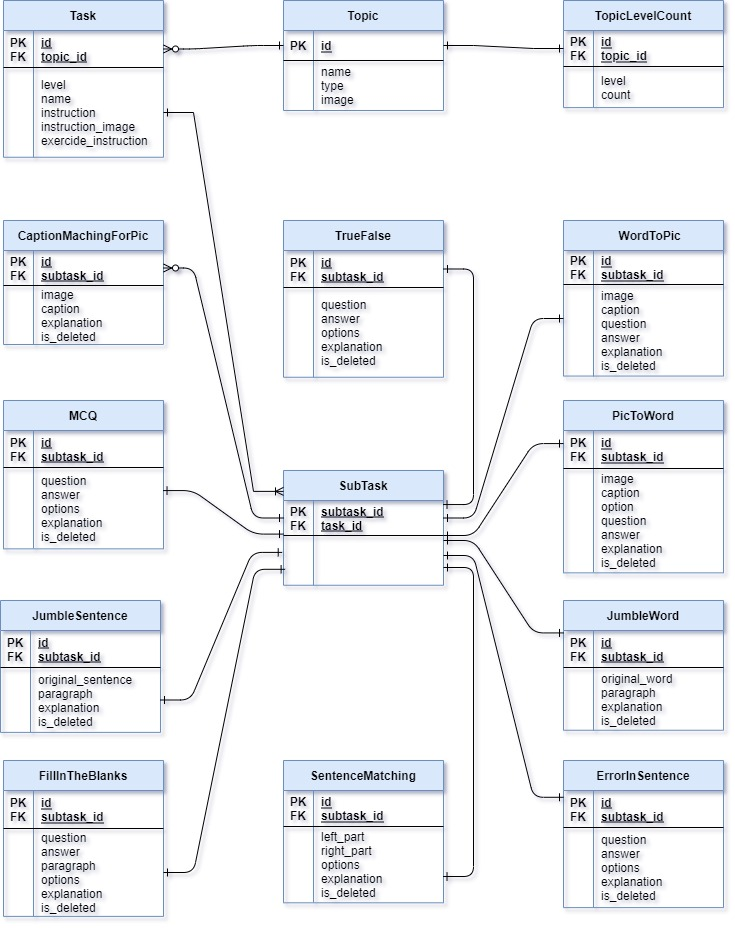 Task
PK id
FK topic_id
level
name
instruction
instruction_image
exercide_instruction
Topic
PK id
name
type
image
TopicLevelCount
PK id
FK topic_id
level
count
CaptionMachingForPic
PK id
FK subtask_id
image
caption
explanation
is_deleted
TrueFalse
PK id
FK subtask_id
question
answer
options
explanation
is_deleted
WordToPic
PK id
FK subtask_id
image
caption
question
answer
explanation
is_deleted
MCQ
PK id
FK subtask_id
question
answer
options
explanation
is_deleted
SubTask
PK subtask_id
FK task_id
PicToWord
PK id
FK subtask_id
image
caption
option
question
answer
explanation
is_deleted
JumbleSentence
PK id
FK subtask_id
original_sentence
paragraph
explanation
is_deleted
JumbleWord
PK id
FK subtask_id
original_word
paragraph
explanation
is_deleted
FillInTheBlanks
PK id
FK subtask_id
question
answer
paragraph
options
explanation
is_deleted
SentenceMatching
PK id
FK subtask_id
left_part
right_part
options
explanation
is_deleted
ErrorInSentence
PK id
FK subtask_id
question
answer
options
explanation
is_deleted